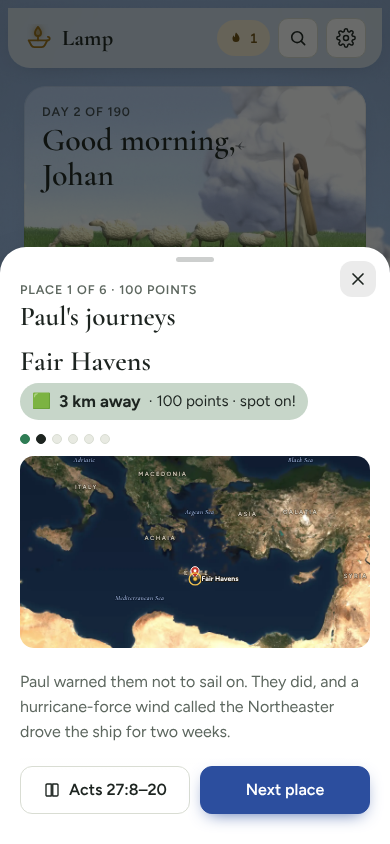 Lamp
1
DAY 2 OF 190
Good morning,
Johan
PLACE 1 OF 6 · 100 POINTS
Paul's journeys
Fair Havens
3 km away · 100 points · spot on!
Adriatic
Black Sea
MACEDONIA
ITALY
Aegean Sea
ASIA
GALATIA
ACHAIA
CRETE
Fair Havens
SYRIA
Mediterranean Sea
Paul warned them not to sail on. They did, and a
hurricane-force wind called the Northeaster
drove the ship for two weeks.
Acts 27:8–20
Next place